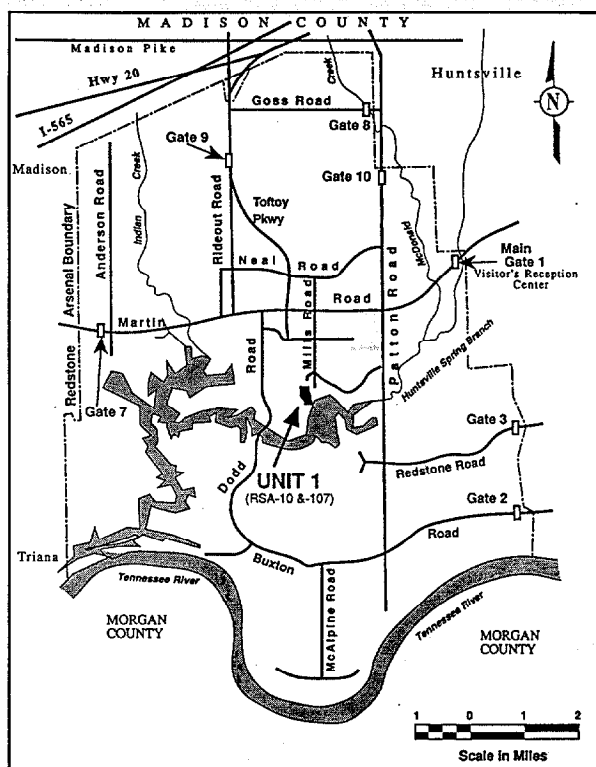 MADISON COUNTY
Madison Pike
Hwy 20
I-565
Creek
Huntsville
Goss Road
Gate 8
N
Gate 9
Gate 10
Madison
Anderson Road
Redstone Arsenal Boundary
Indian Creek
Rideout Road
Toftoy
Pkwy
McDonald
Neal Road
Main
Gate 1
Visitor's Reception
Center
Martin Road
Mills Road
Patton Road
Huntsville Spring Branch
Gate 7
Dodd Road
Gate 3
UNIT 1
(RSA-10 &-107)
Redstone Road
Gate 2
Buxton Road
Triana
Tennessee River
McAlpine Road
Tennessee River
MORGAN
COUNTY
MORGAN
COUNTY
1 0 1 2
Scale in Miles